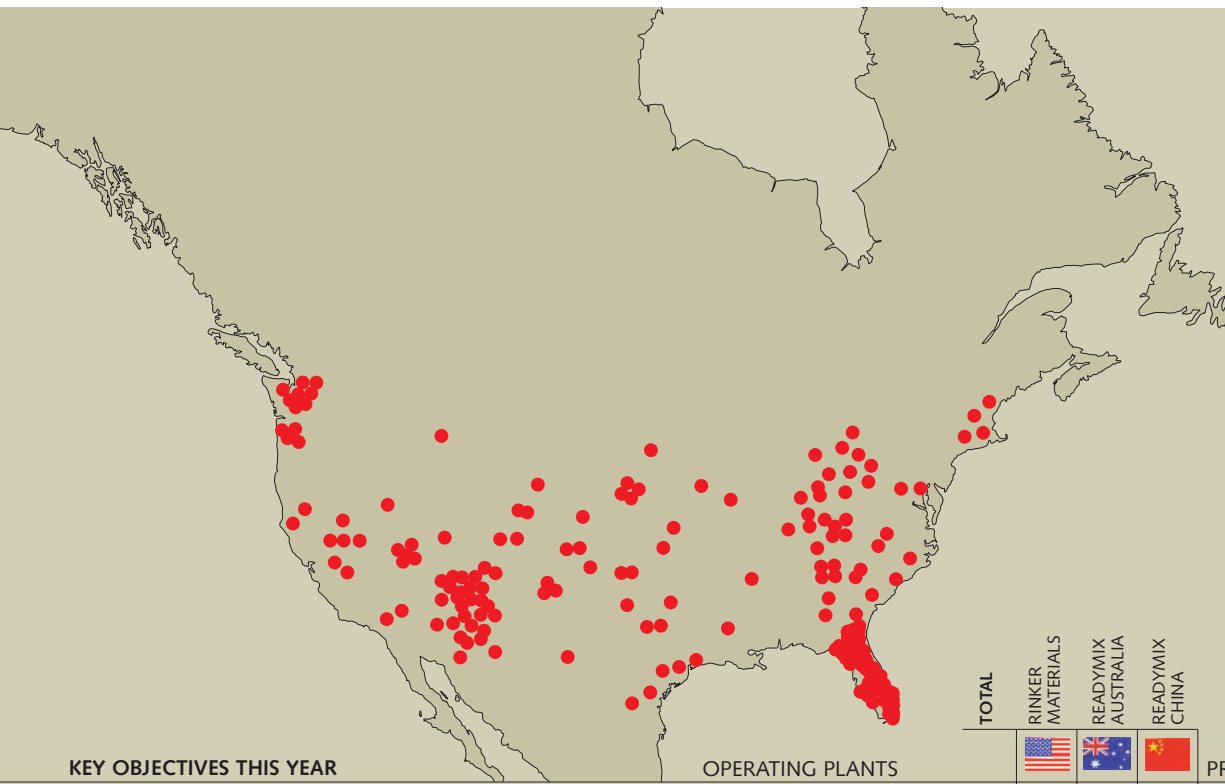 TOTAL
RINKER
MATERIALS
READYMIX
AUSTRALIA
READYMIX
CHINA
KEY OBJECTIVES THIS YEAR
OPERATING PLANTS